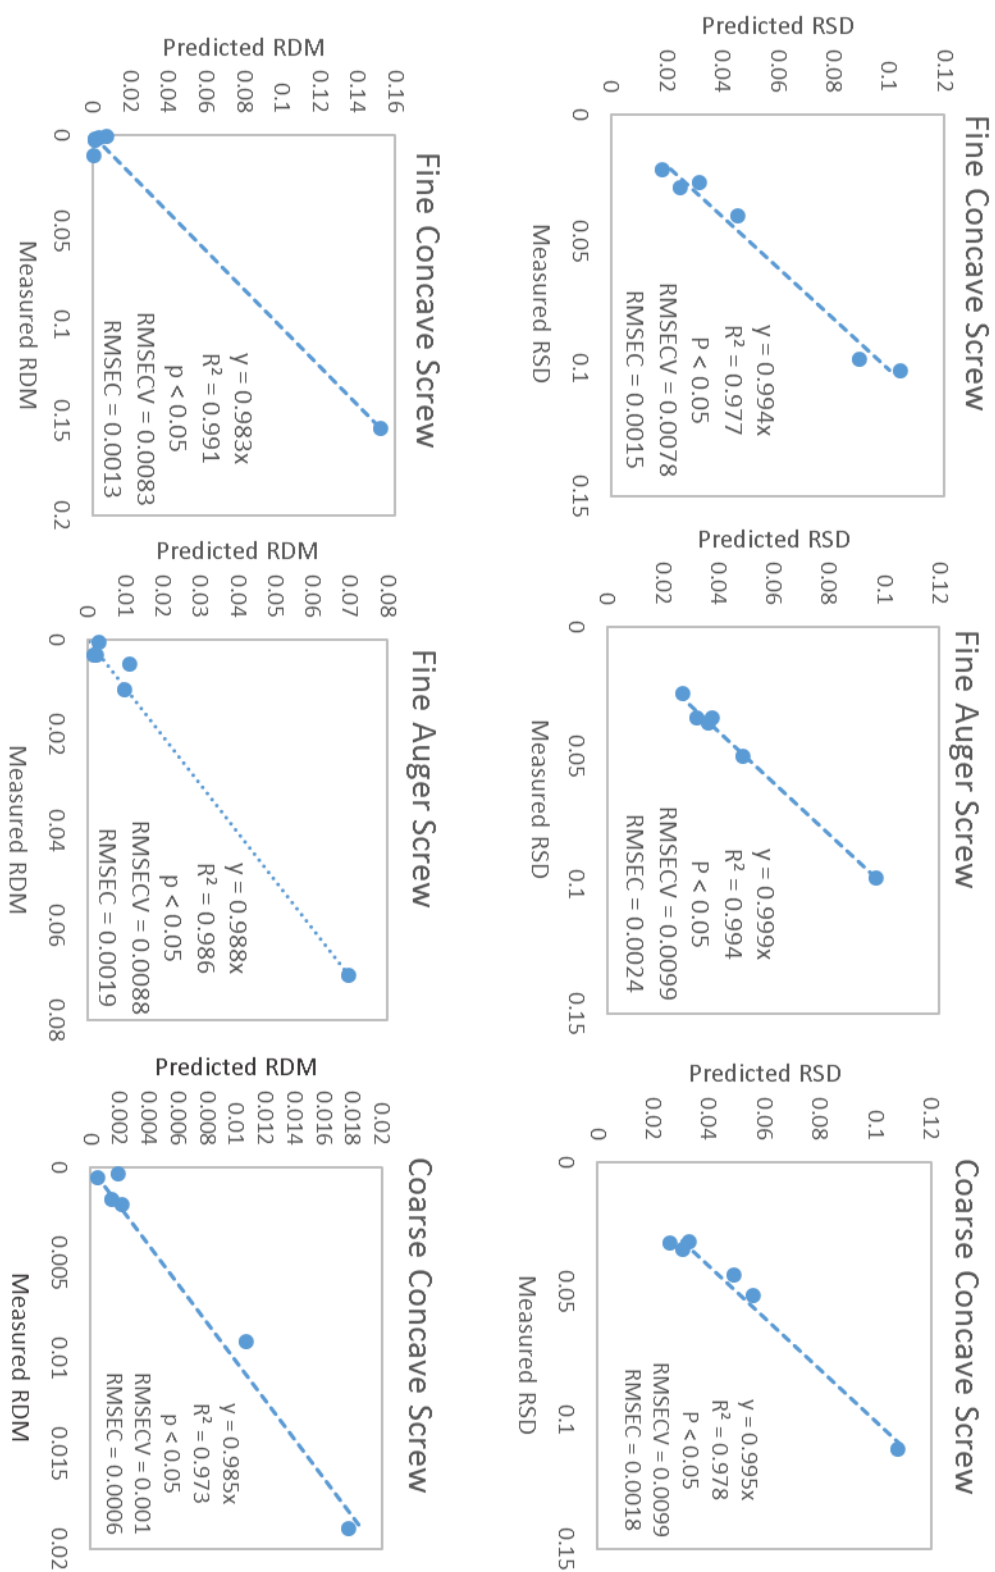 Fine Concave Screw
Predicted RSD
0.12
0.1
0.08
0.06
0.04
0.02
0
0
0.05
0.1
0.15
Measured RSD
y = 0.994x
R² = 0.977
P < 0.05
RMSECV = 0.0078
RMSEC = 0.0015
Fine Auger Screw
Predicted RSD
0.12
0.1
0.08
0.06
0.04
0.02
0
0
0.05
0.1
0.15
Measured RSD
y = 0.999x
R² = 0.994
P < 0.05
RMSECV = 0.0099
RMSEC = 0.0024
Coarse Concave Screw
Predicted RSD
0.12
0.1
0.08
0.06
0.04
0.02
0
0
0.05
0.1
0.15
Measured RSD
y = 0.995x
R² = 0.978
P < 0.05
RMSECV = 0.0099
RMSEC = 0.0018
Fine Concave Screw
Predicted RDM
0.16
0.14
0.12
0.1
0.08
0.06
0.04
0.02
0
0
0.05
0.1
0.15
0.2
Measured RDM
y = 0.983x
R² = 0.991
p < 0.05
RMSECV = 0.0083
RMSEC = 0.0013
Fine Auger Screw
Predicted RDM
0.08
0.07
0.06
0.05
0.04
0.03
0.02
0.01
0
0
0.02
0.04
0.06
0.08
Measured RDM
y = 0.988x
R² = 0.986
p < 0.05
RMSECV = 0.0088
RMSEC = 0.0019
Coarse Concave Screw
Predicted RDM
0.02
0.018
0.016
0.014
0.012
0.01
0.008
0.006
0.004
0.002
0
0
0.005
0.01
0.015
0.02
Measured RDM
y = 0.985x
R² = 0.973
p < 0.05
RMSECV = 0.001
RMSEC = 0.0006